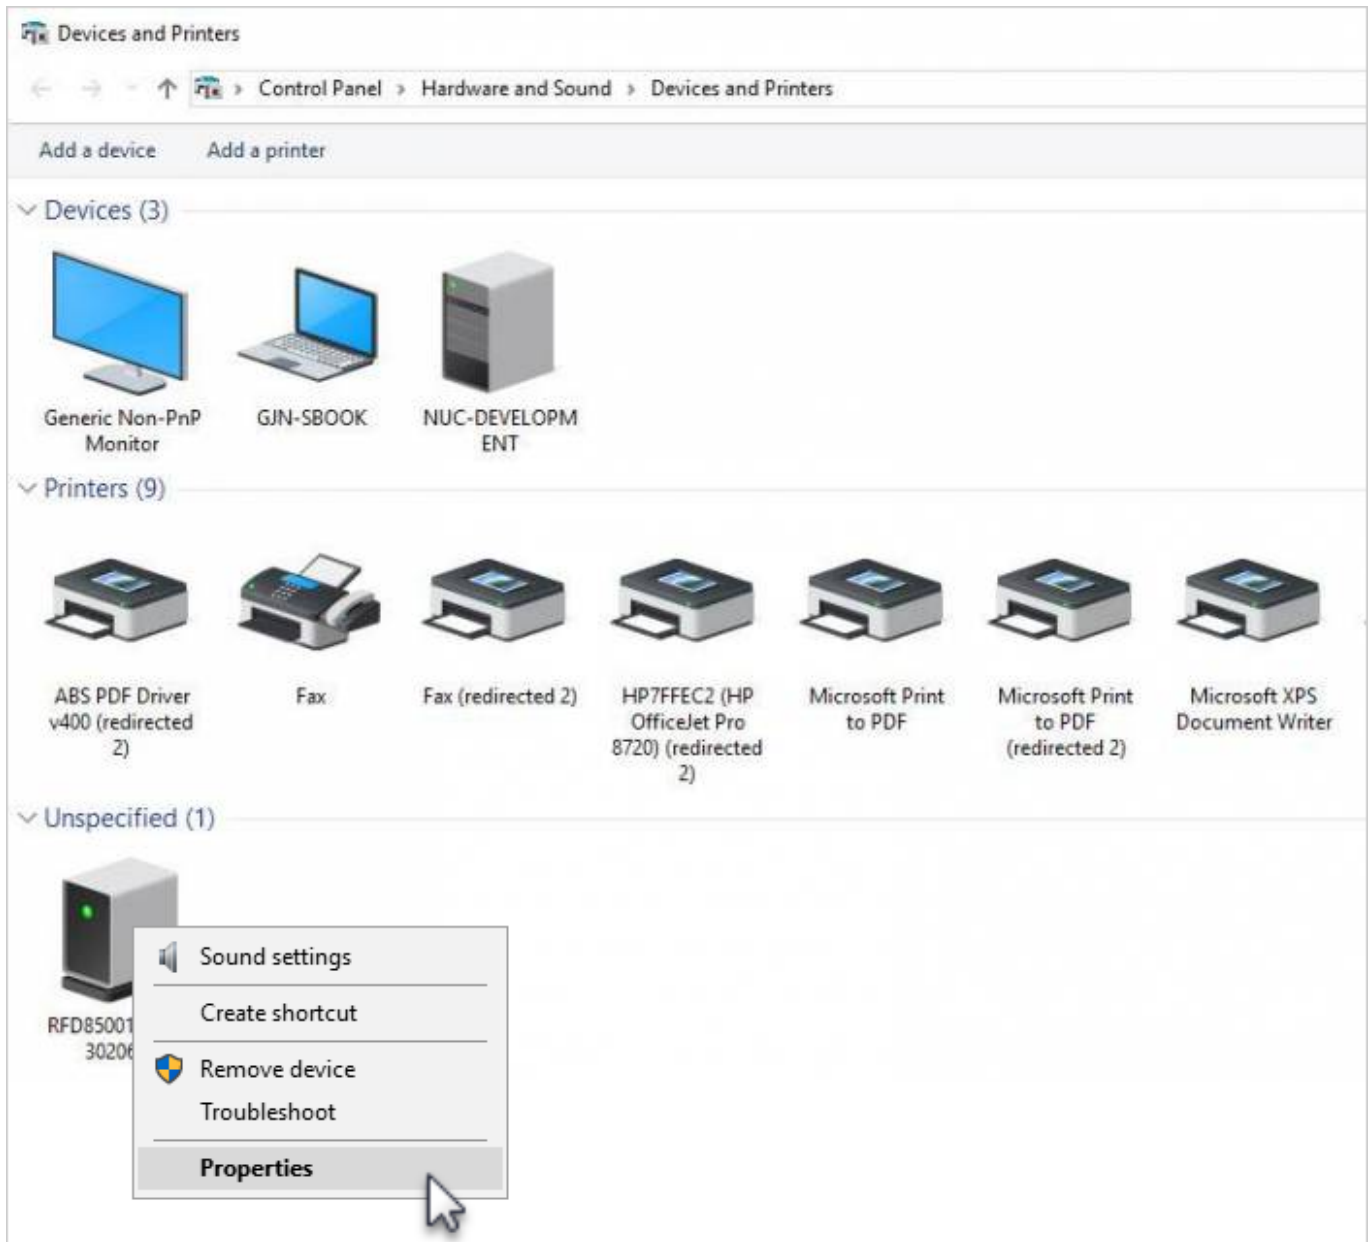 Devices and Printers
Control Panel > Hardware and Sound > Devices and Printers
Add a device Add a printer
Devices (3)
Generic Non-PnP
Monitor
GJN-SBOOK
NUC-DEVELOPM
ENT
Printers (9)
ABS PDF Driver
v400 (redirected
2)
Fax
Fax (redirected 2)
HP7FFEC2 (HP
OfficeJet Pro
8720) (redirected
2)
Microsoft Print
to PDF
Microsoft Print
to PDF
(redirected 2)
Microsoft XPS
Document Writer
Unspecified (1)
RFD85001
30206
Sound settings
Create shortcut
Remove device
Troubleshoot
Properties